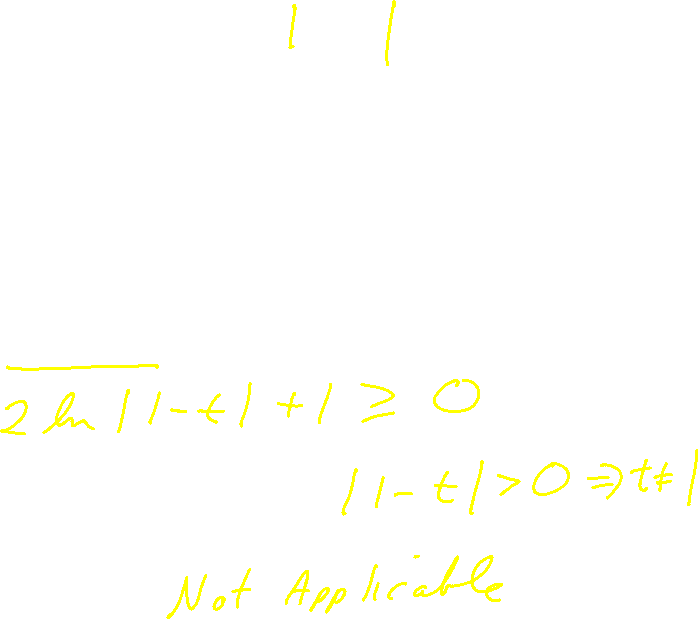 | |
2 ln |1-t| + 1 ≥ 0
|1-t| > 0 ⇒ t ≠ 1
Not Applicable